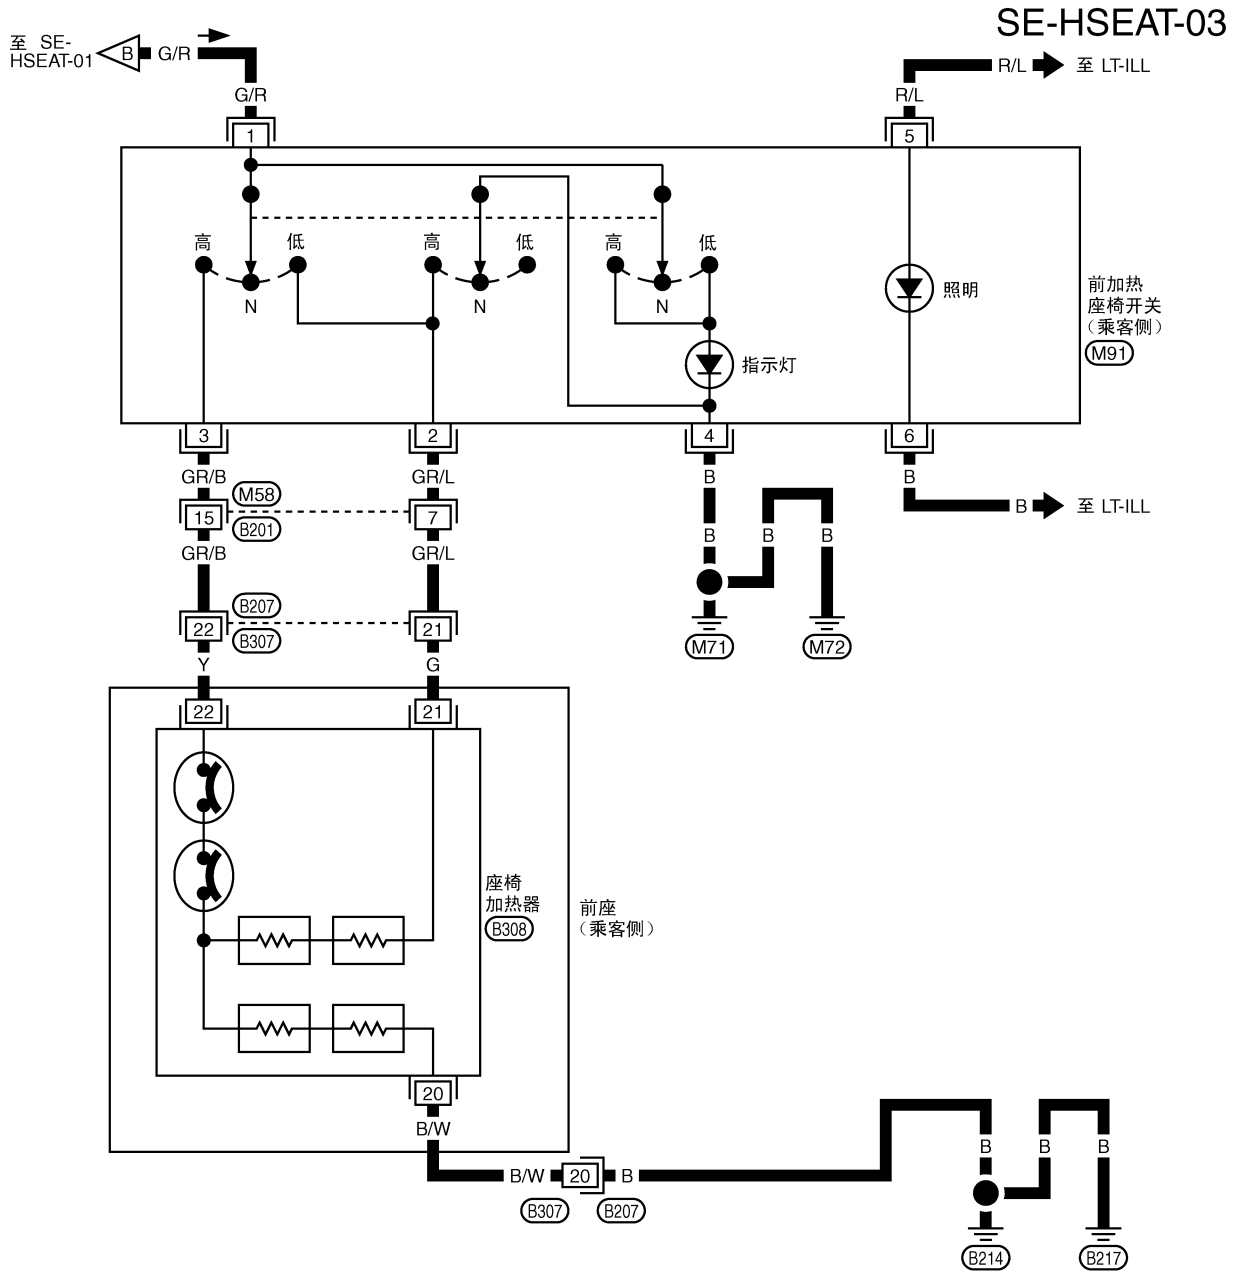 SE-HSEAT-03
至 SE-
HSEAT-01
B
G/R
R/L
至 LT-ILL
G/R
R/L
1
5
高
低
高
低
高
低
N
N
N
照明
前加热
座椅开关
（乘客侧）
M91
指示灯
3
2
4
6
GR/B
GR/L
B
B
M58
B
至 LT-ILL
15
7
B201
B
B
B
GR/B
GR/L
B207
22
21
B307
M71
M72
Y
G
22
21
座椅
加热器
B308
前座
（乘客侧）
20
B/W
B
B
B
B/W
20
B
B307
B207
B214
B217